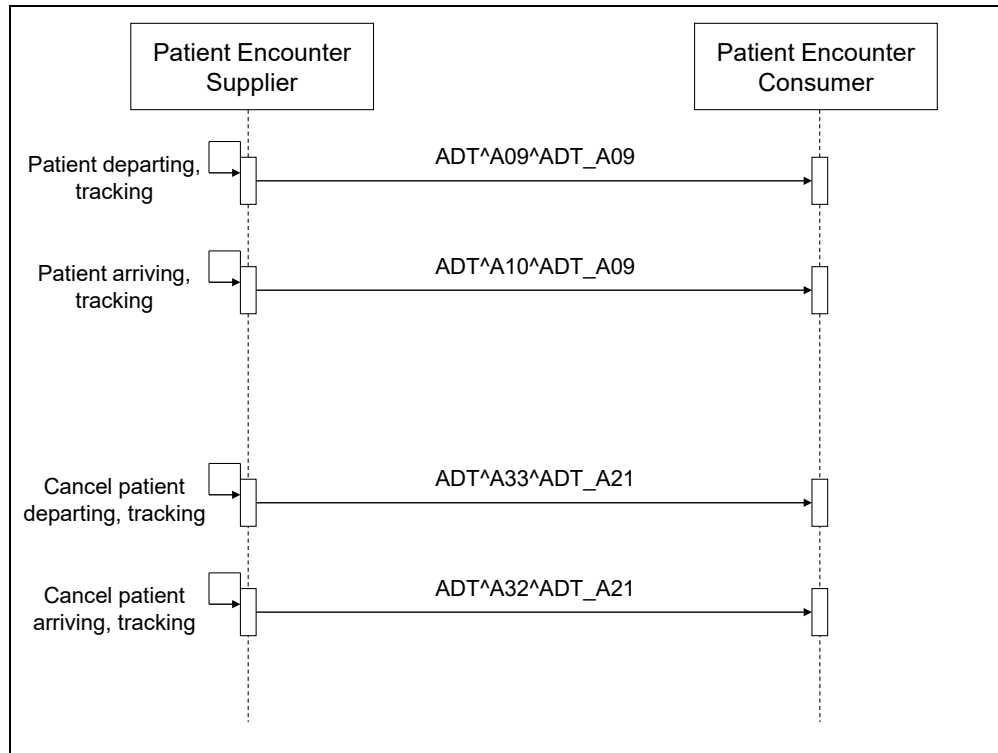 Patient Encounter
Supplier
Patient Encounter
Consumer
Patient departing,
tracking
ADT^A09^ADT_A09
Patient arriving,
tracking
ADT^A10^ADT_A09
Cancel patient
departing, tracking
ADT^A33^ADT_A21
Cancel patient
arriving, tracking
ADT^A32^ADT_A21